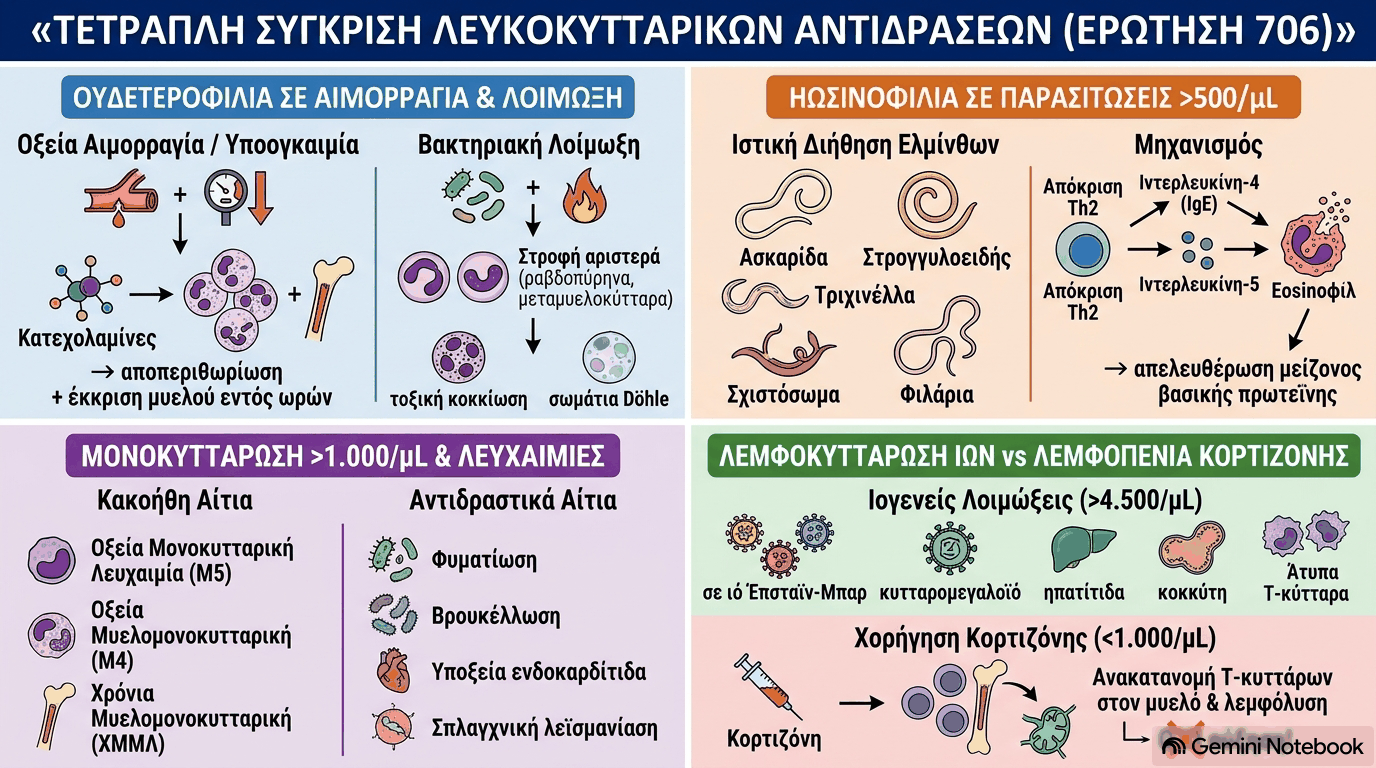 «ΤΕΤΡΑΠΛΗ ΣΥΓΚΡΙΣΗ ΛΕΥΚΟΚΥΤΤΑΡΙΚΩΝ ΑΝΤΙΔΡΑΣΕΩΝ (ΕΡΩΤΗΣΗ 706)»
ΟΥΔΕΤΕΡΟΦΙΛΙΑ ΣΕ ΑΙΜΟΡΡΑΓΙΑ & ΛΟΙΜΩΞΗ
Οξεία Αιμορραγία / Υποογκαιμία
+
Κατεχολαμίνες
+
→ αποπεριθωρίωση
+ έκκριση μυελού εντός ωρών
Βακτηριακή Λοίμωξη
+
Στροφή αριστερά
(ραβδοπύρηνα,
μεταμυελοκύτταρα)
τοξική κοκκίωση
σωμάτια Döhle
ΗΩΣΙΝΟΦΙΛΙΑ ΣΕ ΠΑΡΑΣΙΤΩΣΕΙΣ >500/μL
Ιστική Διήθηση Ελμίνθων
Ασκαρίδα
Στρογγυλοειδής
Τριχινέλλα
Σχιστόσωμα
Φιλάρια
Μηχανισμός
Απόκριση
Th2
Ιντερλευκίνη-4
(IgE)
Απόκριση
Th2
Ιντερλευκίνη-5
Eosinοφίλ
→ απελευθέρωση μείζονος
βασικής πρωτεΐνης
ΜΟΝΟΚΥΤΤΑΡΩΣΗ >1.000/μL & ΛΕΥΧΑΙΜΙΕΣ
Κακοήθη Αίτια
Οξεία Μονοκυτταρική
Λευχαιμία (M5)
Οξεία
Μυελομονοκυτταρική
(M4)
Χρόνια
Μυελομονοκυτταρική
(ΧΜΜΛ)
Αντιδραστικά Αίτια
Φυματίωση
Βρουκέλλωση
Υποξεία ενδοκαρδίτιδα
Σπλαγχνική λεϊσμανίαση
ΛΕΜΦΟΚΥΤΤΑΡΩΣΗ ΙΩΝ vs ΛΕΜΦΟΠΕΝΙΑ ΚΟΡΤΙΖΟΝΗΣ
Ιογενείς Λοιμώξεις (>4.500/μL)
σε ιό Έπσταϊν-Μπαρ
κυτταρομεγαλοϊό
ηπατίτιδα
κοκκύτη
Άτυπα
Τ-κύτταρα
Χορήγηση Κορτιζόνης (<1.000/μL)
Κορτιζόνη
Ανακατανομή Τ-κυττάρων
στον μυελό & λεμφόλυση
Gemini Notebook